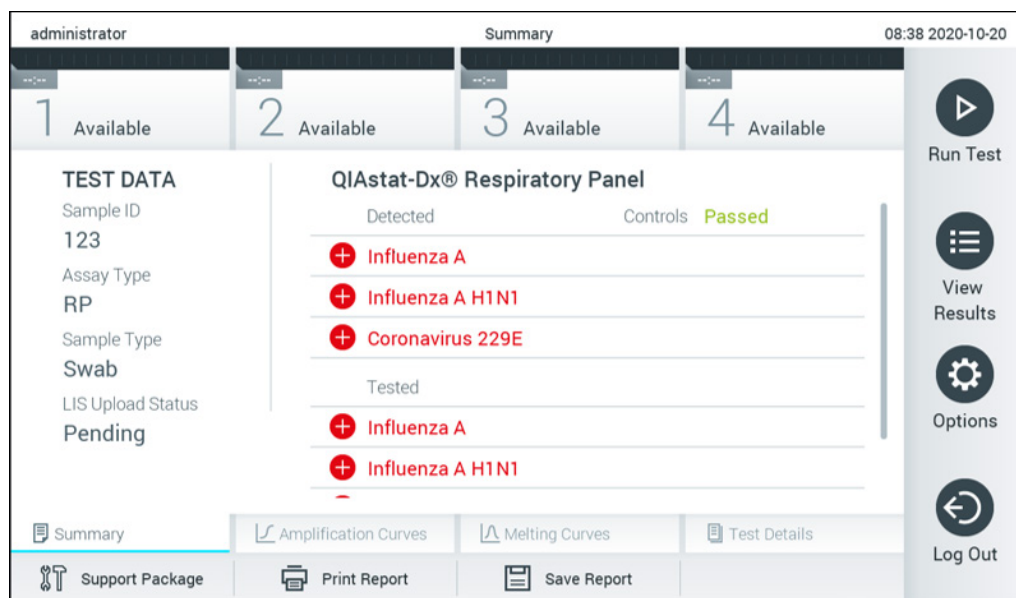 administrator Summary 08:38 2020-10-20
--:-- --:-- --:-- --:--
1 Available 2 Available 3 Available 4 Available
Run Test
TEST DATA
Sample ID
123
Assay Type
RP
Sample Type
Swab
LIS Upload Status
Pending
QIAstat-Dx® Respiratory Panel
Detected Controls Passed
Influenza A
Influenza A H1N1
Coronavirus 229E
Tested
Influenza A
Influenza A H1N1
View
Results
Options
Log Out
Summary Amplification Curves Melting Curves Test Details
Support Package Print Report Save Report